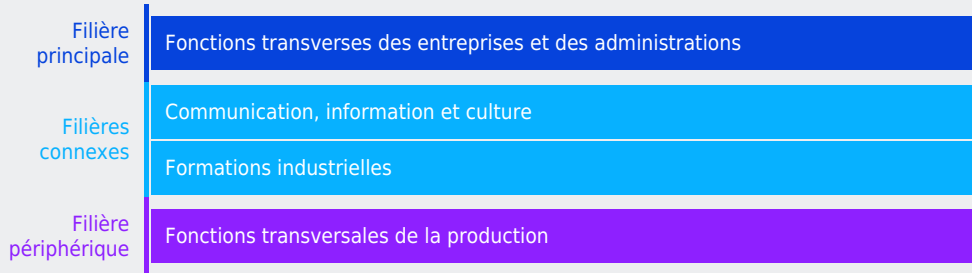 Filière
principale
Fonctions transverses des entreprises et des administrations
Filières
connexes
Communication, information et culture
Formations industrielles
Filière
périphérique
Fonctions transversales de la production